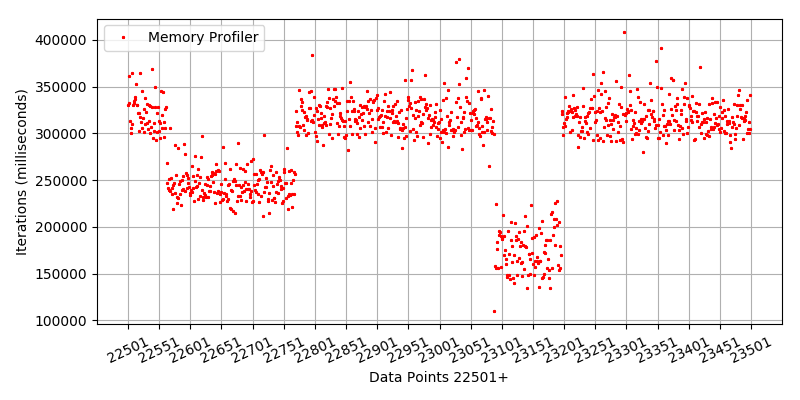 Memory Profiler
400000
350000
300000
250000
200000
150000
100000
Iterations (milliseconds)
22501 22551 22601 22651 22701 22751 22801 22851 22901 22951 23001 23051 23101 23151 23201 23251 23301 23351 23401 23451 23501
Data Points 22501+